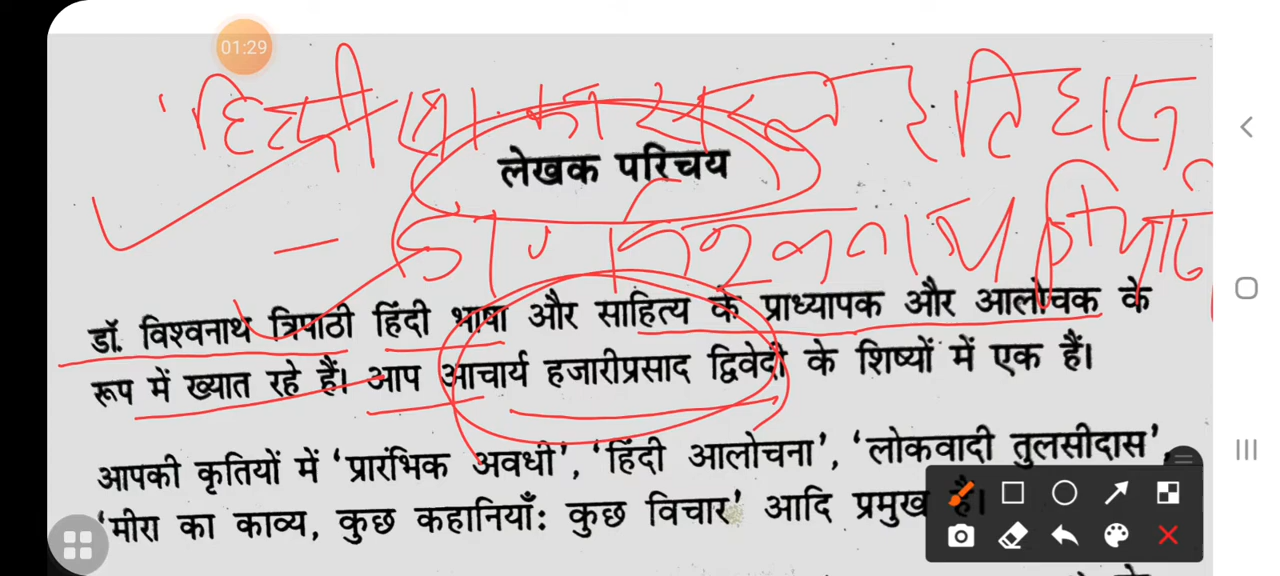 01:29
हिन्दी सा का सरल इतिहास
लेखक परिचय
— डॉ० विश्वनाथ त्रिपाठी
डॉ. विश्वनाथ त्रिपाठी हिंदी भाषा और साहित्य के प्राध्यापक और आलोचक के
रूप में ख्यात रहे हैं। आप आचार्य हजारीप्रसाद द्विवेदी के शिष्यों में एक हैं।
आपकी कृतियों में ‘प्रारंभिक अवधी’, ‘हिंदी आलोचना’, ‘लोकवादी तुलसीदास’,
‘मीरा का काव्य, कुछ कहानियाँ: कुछ विचार’ आदि प्रमुख हैं।